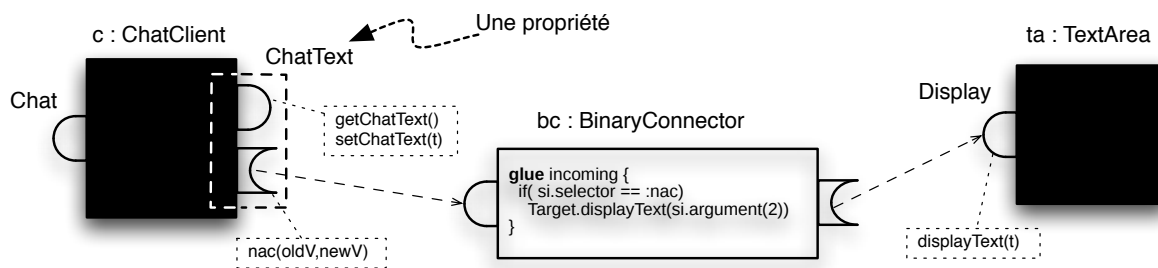 Une propriété
c : ChatClient
ta : TextArea
ChatText
Chat
Display
getChatText()
setChatText(t)
bc : BinaryConnector
glue incoming {
if( si.selector == :nac)
Target.displayText(si.argument(2))
}
nac(oldV,newV)
displayText(t)